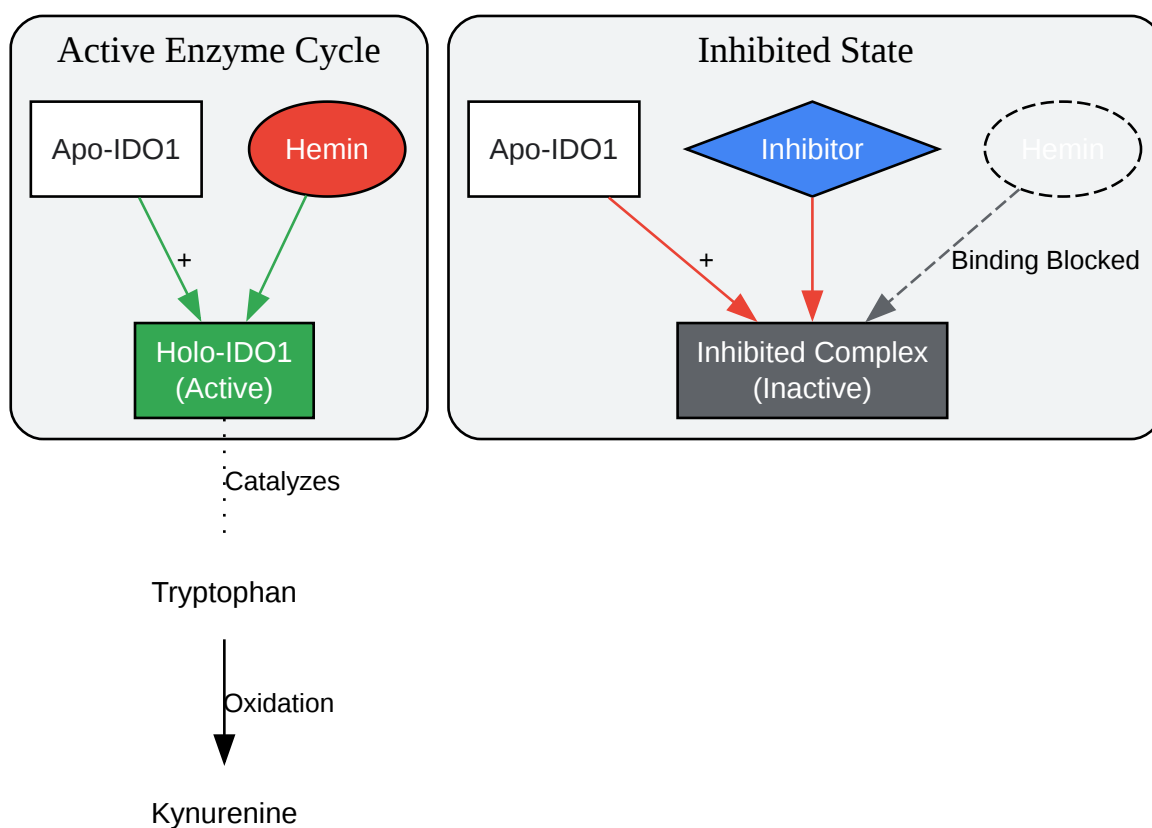 Active Enzyme Cycle
Inhibited State
Apo-IDO1
Hemin
Apo-IDO1
Inhibitor
Hemin
+
+
Binding Blocked
Holo-IDO1
(Active)
Inhibited Complex
(Inactive)
Catalyzes
Tryptophan
Oxidation
Kynurenine